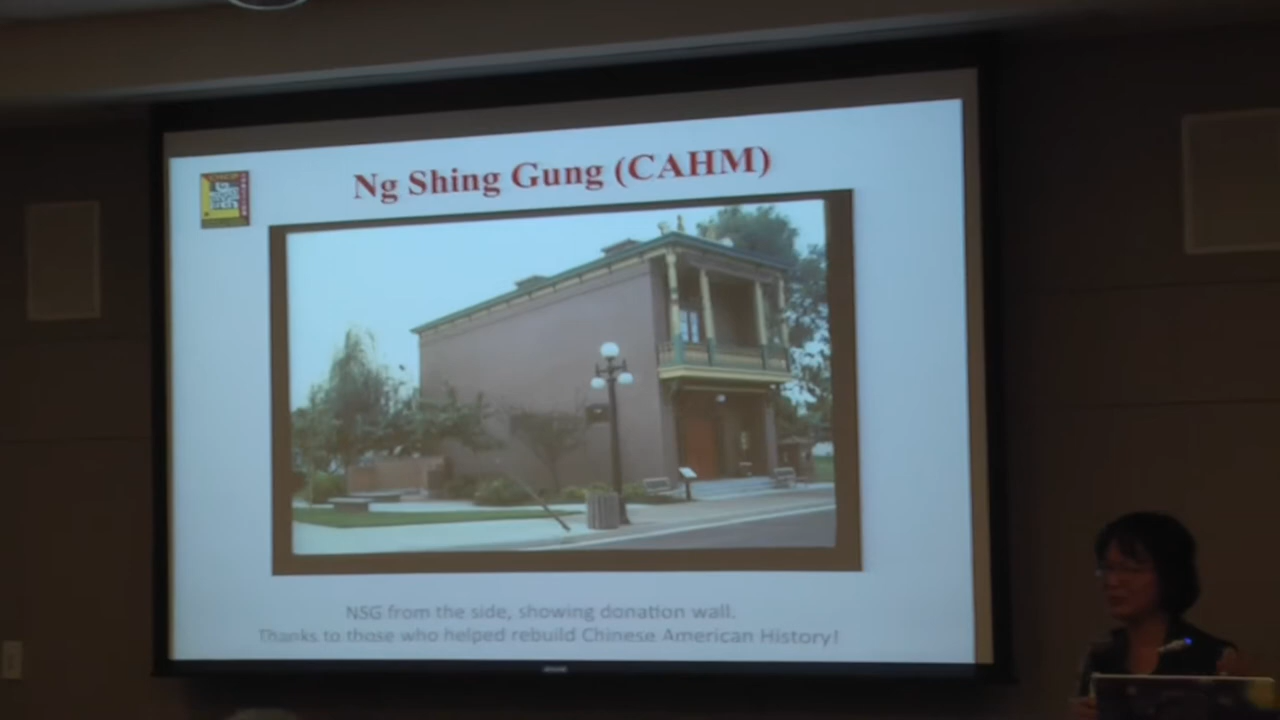 Ng Shing Gung (CAHM)
NSG from the side, showing donation wall.
Thanks to those who helped rebuild Chinese American History!